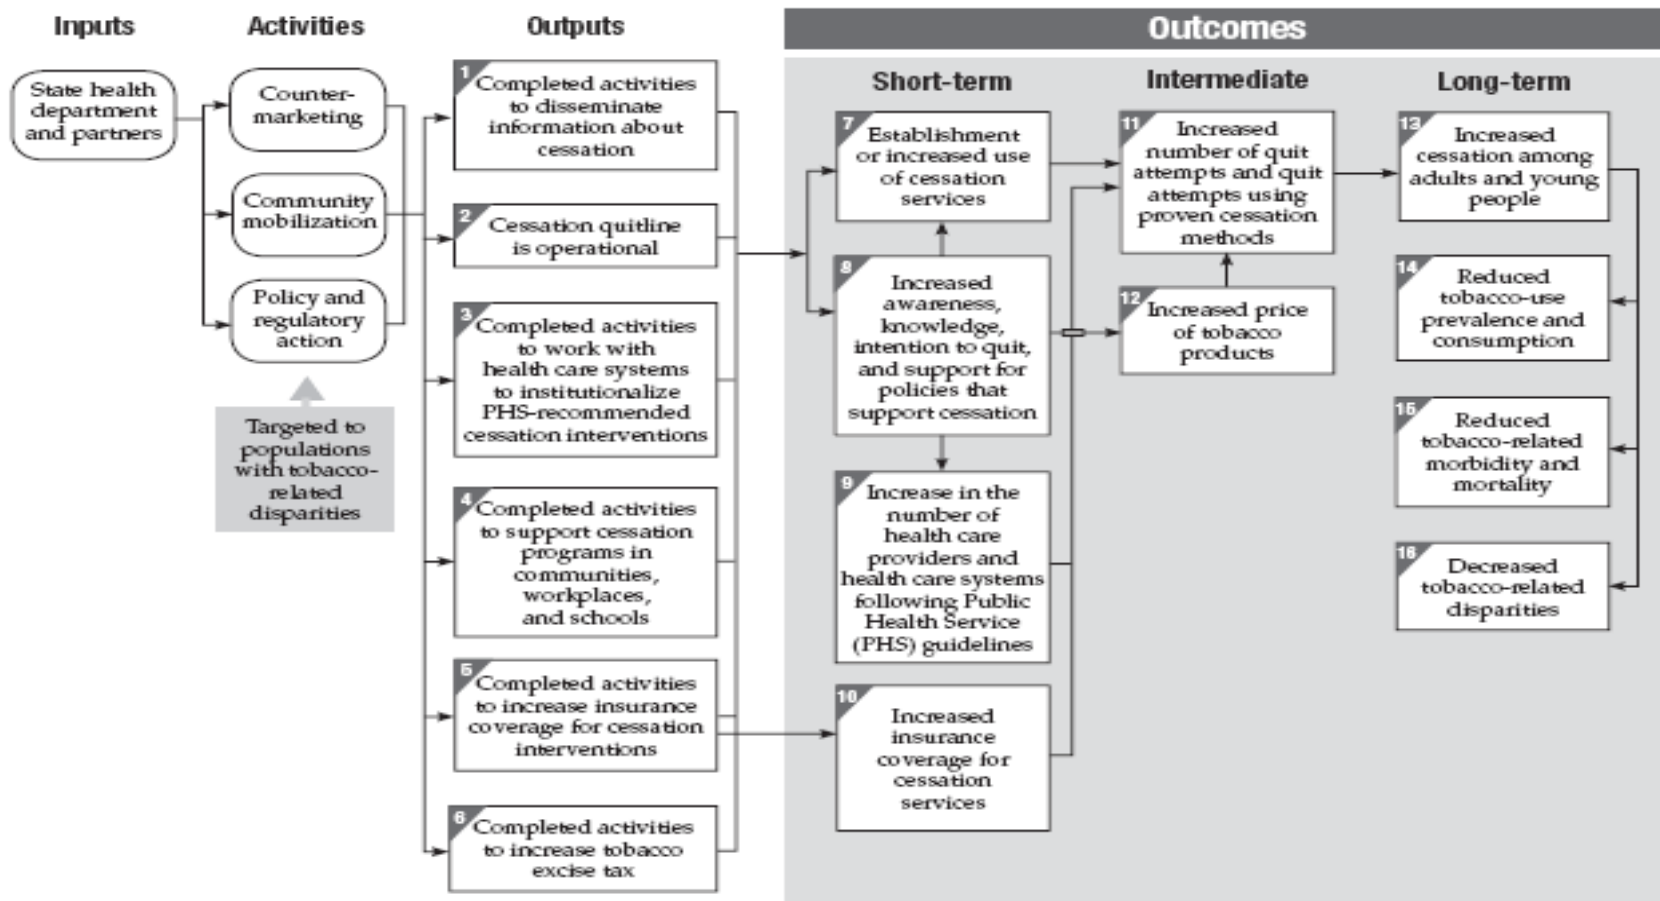 Inputs
Activities
Outputs
Outcomes
Short-term
Intermediate
Long-term
State health
department
and partners
Counter-
marketing
Community
mobilization
Policy and
regulatory
action
Targeted to
populations
with tobacco-
related
disparities
1
Completed activities
to disseminate
information about
cessation
2
Cessation quitline
is operational
3
Completed activities
to work with
health care systems
to institutionalize
PHS-recommended
cessation interventions
4
Completed activities
to support cessation
programs in
communities,
workplaces,
and schools
5
Completed activities
to increase insurance
coverage for cessation
interventions
6
Completed activities
to increase tobacco
excise tax
7
Establishment
or increased use
of cessation
services
8
Increased
awareness,
knowledge,
intention to quit,
and support for
policies that
support cessation
9
Increase in the
number of
health care
providers and
health care systems
following Public
Health Service
(PHS) guidelines
10
Increased
insurance
coverage for
cessation
services
11
Increased
number of quit
attempts and quit
attempts using
proven cessation
methods
12
Increased price
of tobacco
products
13
Increased
cessation among
adults and young
people
14
Reduced
tobacco-use
prevalence and
consumption
15
Reduced
tobacco-related
morbidity and
mortality
16
Decreased
tobacco-related
disparities